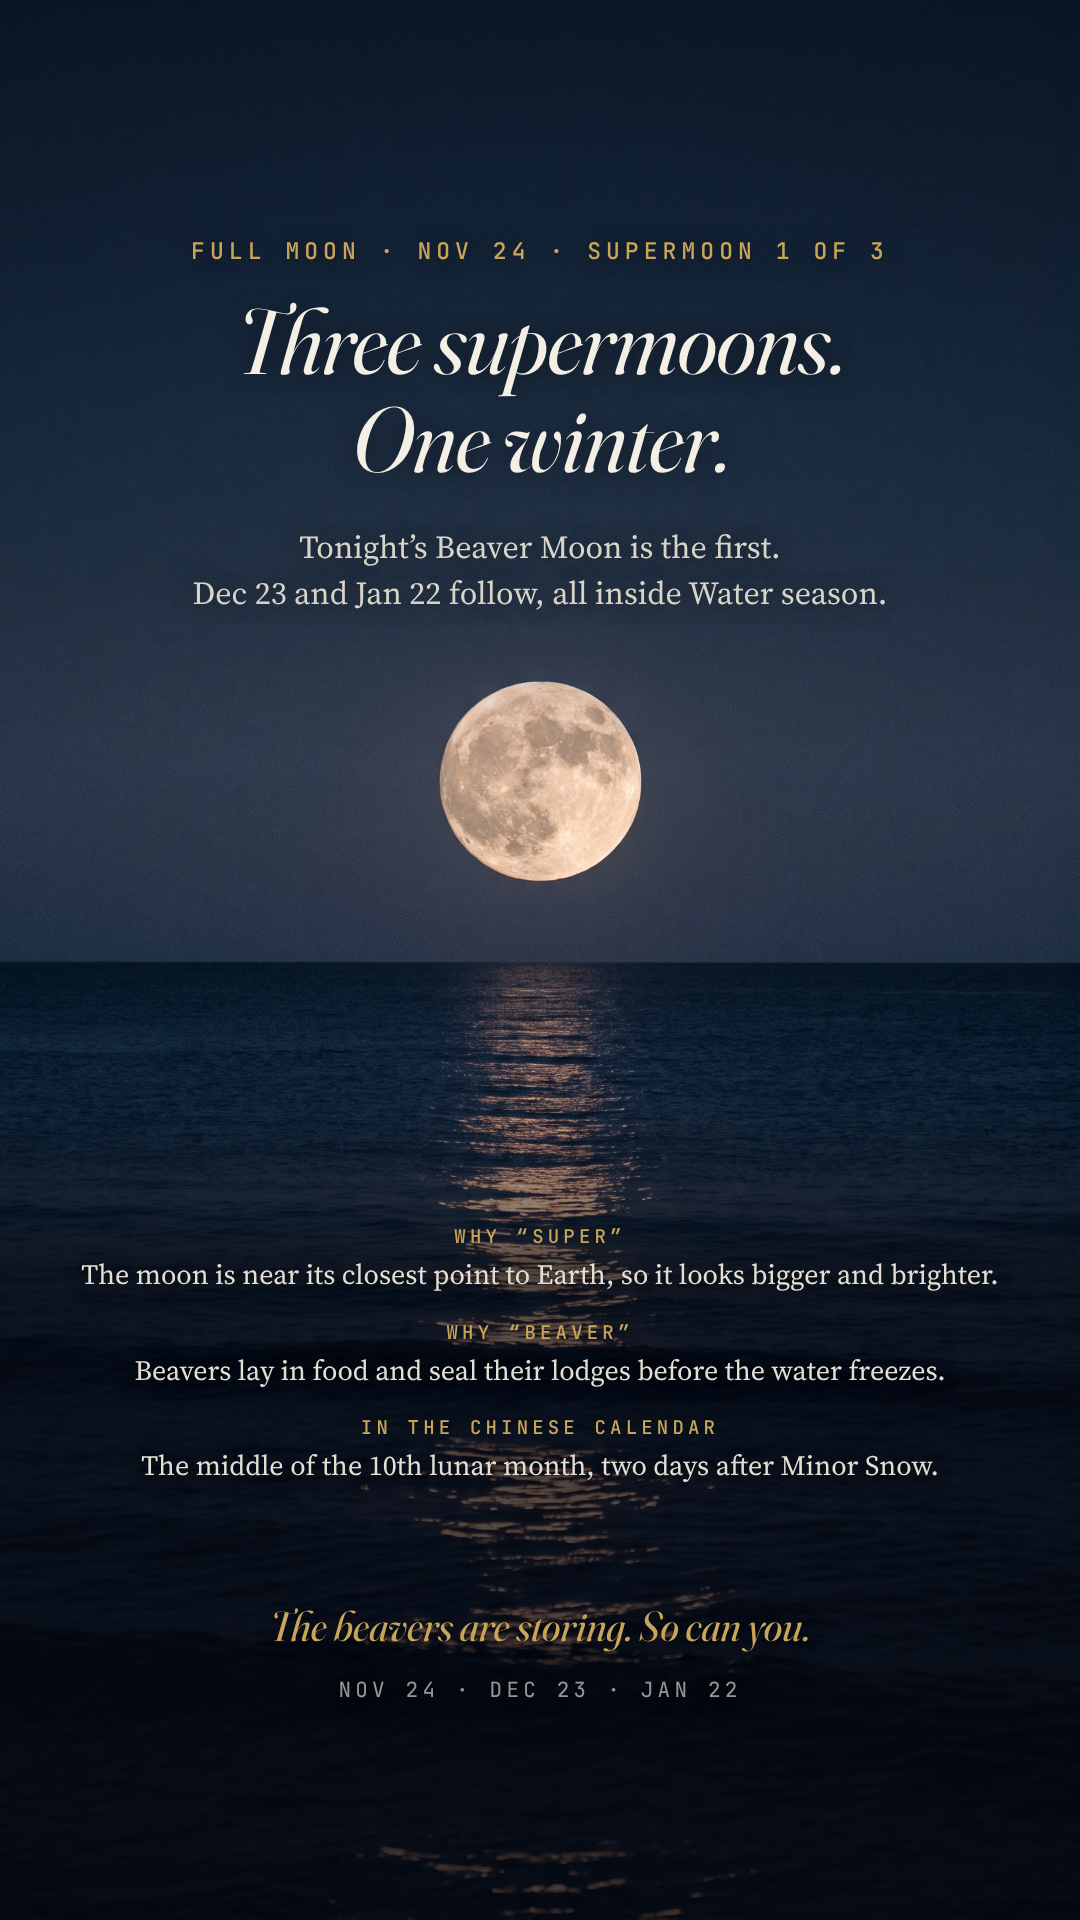 FULL MOON · NOV 24 · SUPERMOON 1 OF 3
Three supermoons.
One winter.
Tonight’s Beaver Moon is the first.
Dec 23 and Jan 22 follow, all inside Water season.
WHY “SUPER”
The moon is near its closest point to Earth, so it looks bigger and brighter.
WHY “BEAVER”
Beavers lay in food and seal their lodges before the water freezes.
IN THE CHINESE CALENDAR
The middle of the 10th lunar month, two days after Minor Snow.
The beavers are storing. So can you.
NOV 24 · DEC 23 · JAN 22